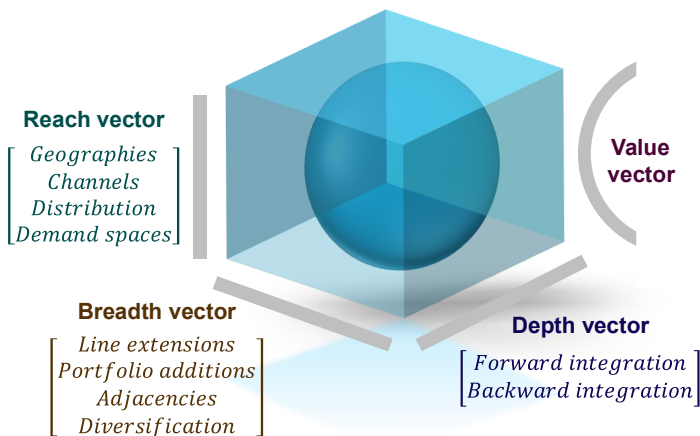 Reach vector
Geographies
Channels
Distribution
Demand spaces
Value
vector
Breadth vector
Line extensions
Portfolio additions
Adjacencies
Diversification
Depth vector
Forward integration
Backward integration